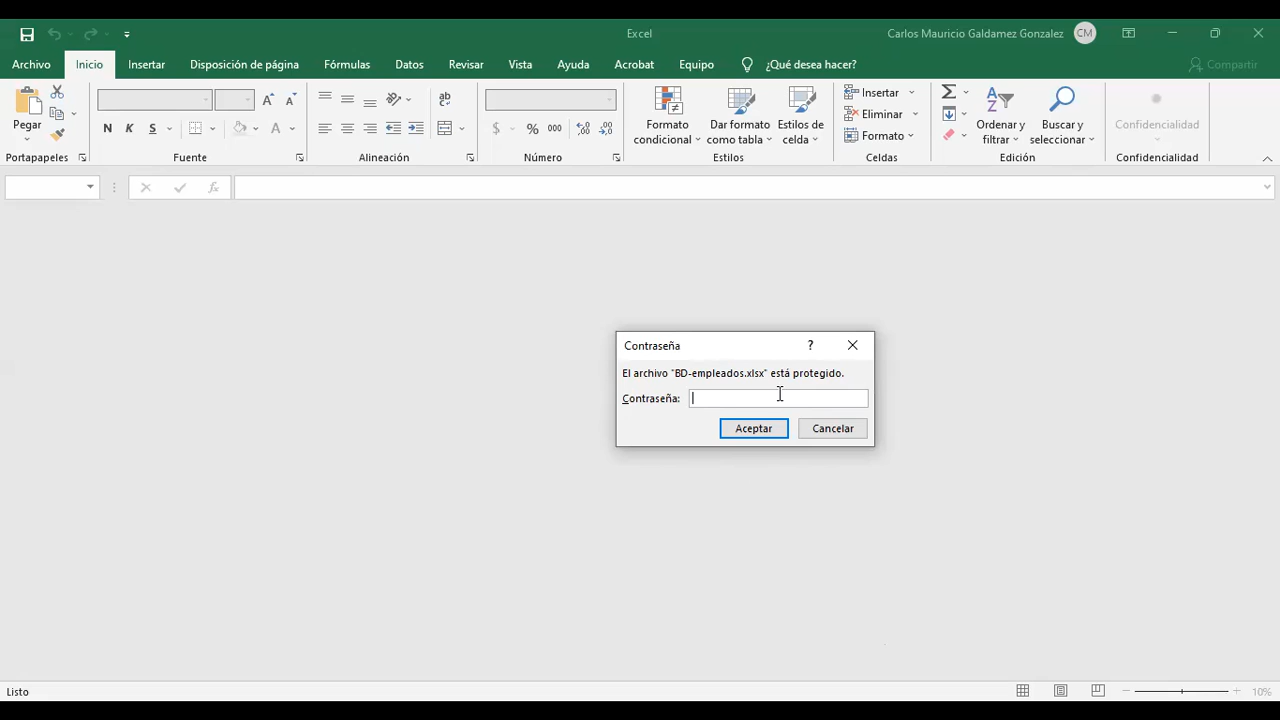 Excel
Carlos Mauricio Galdamez Gonzalez CM
Archivo Inicio Insertar Disposición de página Fórmulas Datos Revisar Vista Ayuda Acrobat Equipo ¿Qué desea hacer? Compartir
Pegar
N K S
A A
ab
$ % 000
Formato condicional
Dar formato como tabla
Estilos de celda
Insertar
Eliminar
Formato
Ordenar y filtrar
Buscar y seleccionar
Confidencialidad
Portapapeles Fuente Alineación Número Estilos Celdas Edición Confidencialidad
fx
Contraseña ?
El archivo "BD-empleados.xlsx" está protegido.
Contraseña:
Aceptar Cancelar
Listo 10%